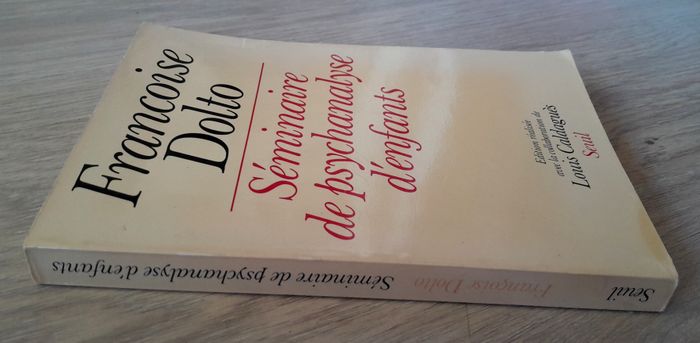 Françoise
Dolto
Séminaire
de psychanalyse
d'enfants
Édition réalisée
avec la collaboration de
Louis Caldaguès
Seuil
Seuil Françoise Dolto Séminaire de psychanalyse d'enfants